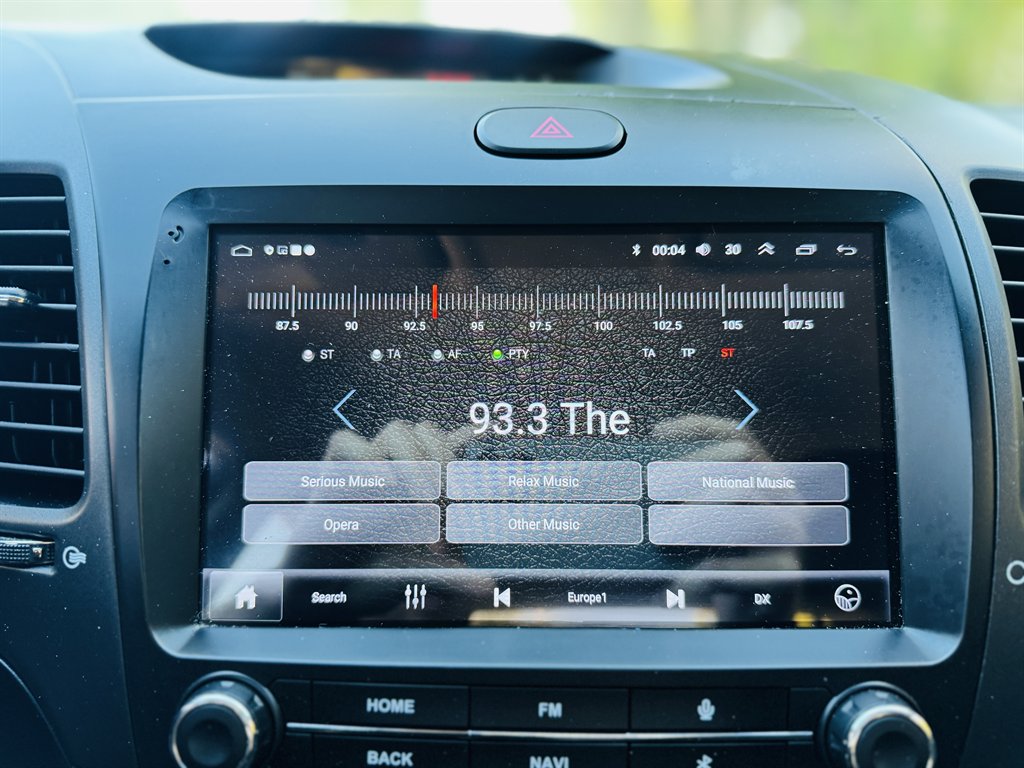 00:04 30
87.5 90 92.5 95 97.5 100 102.5 105 107.5
ST TA AF PTY TA TP ST
93.3 The
Serious Music Relax Music National Music
Opera Other Music
Search Europe1 DX
HOME FM
BACK NAVI